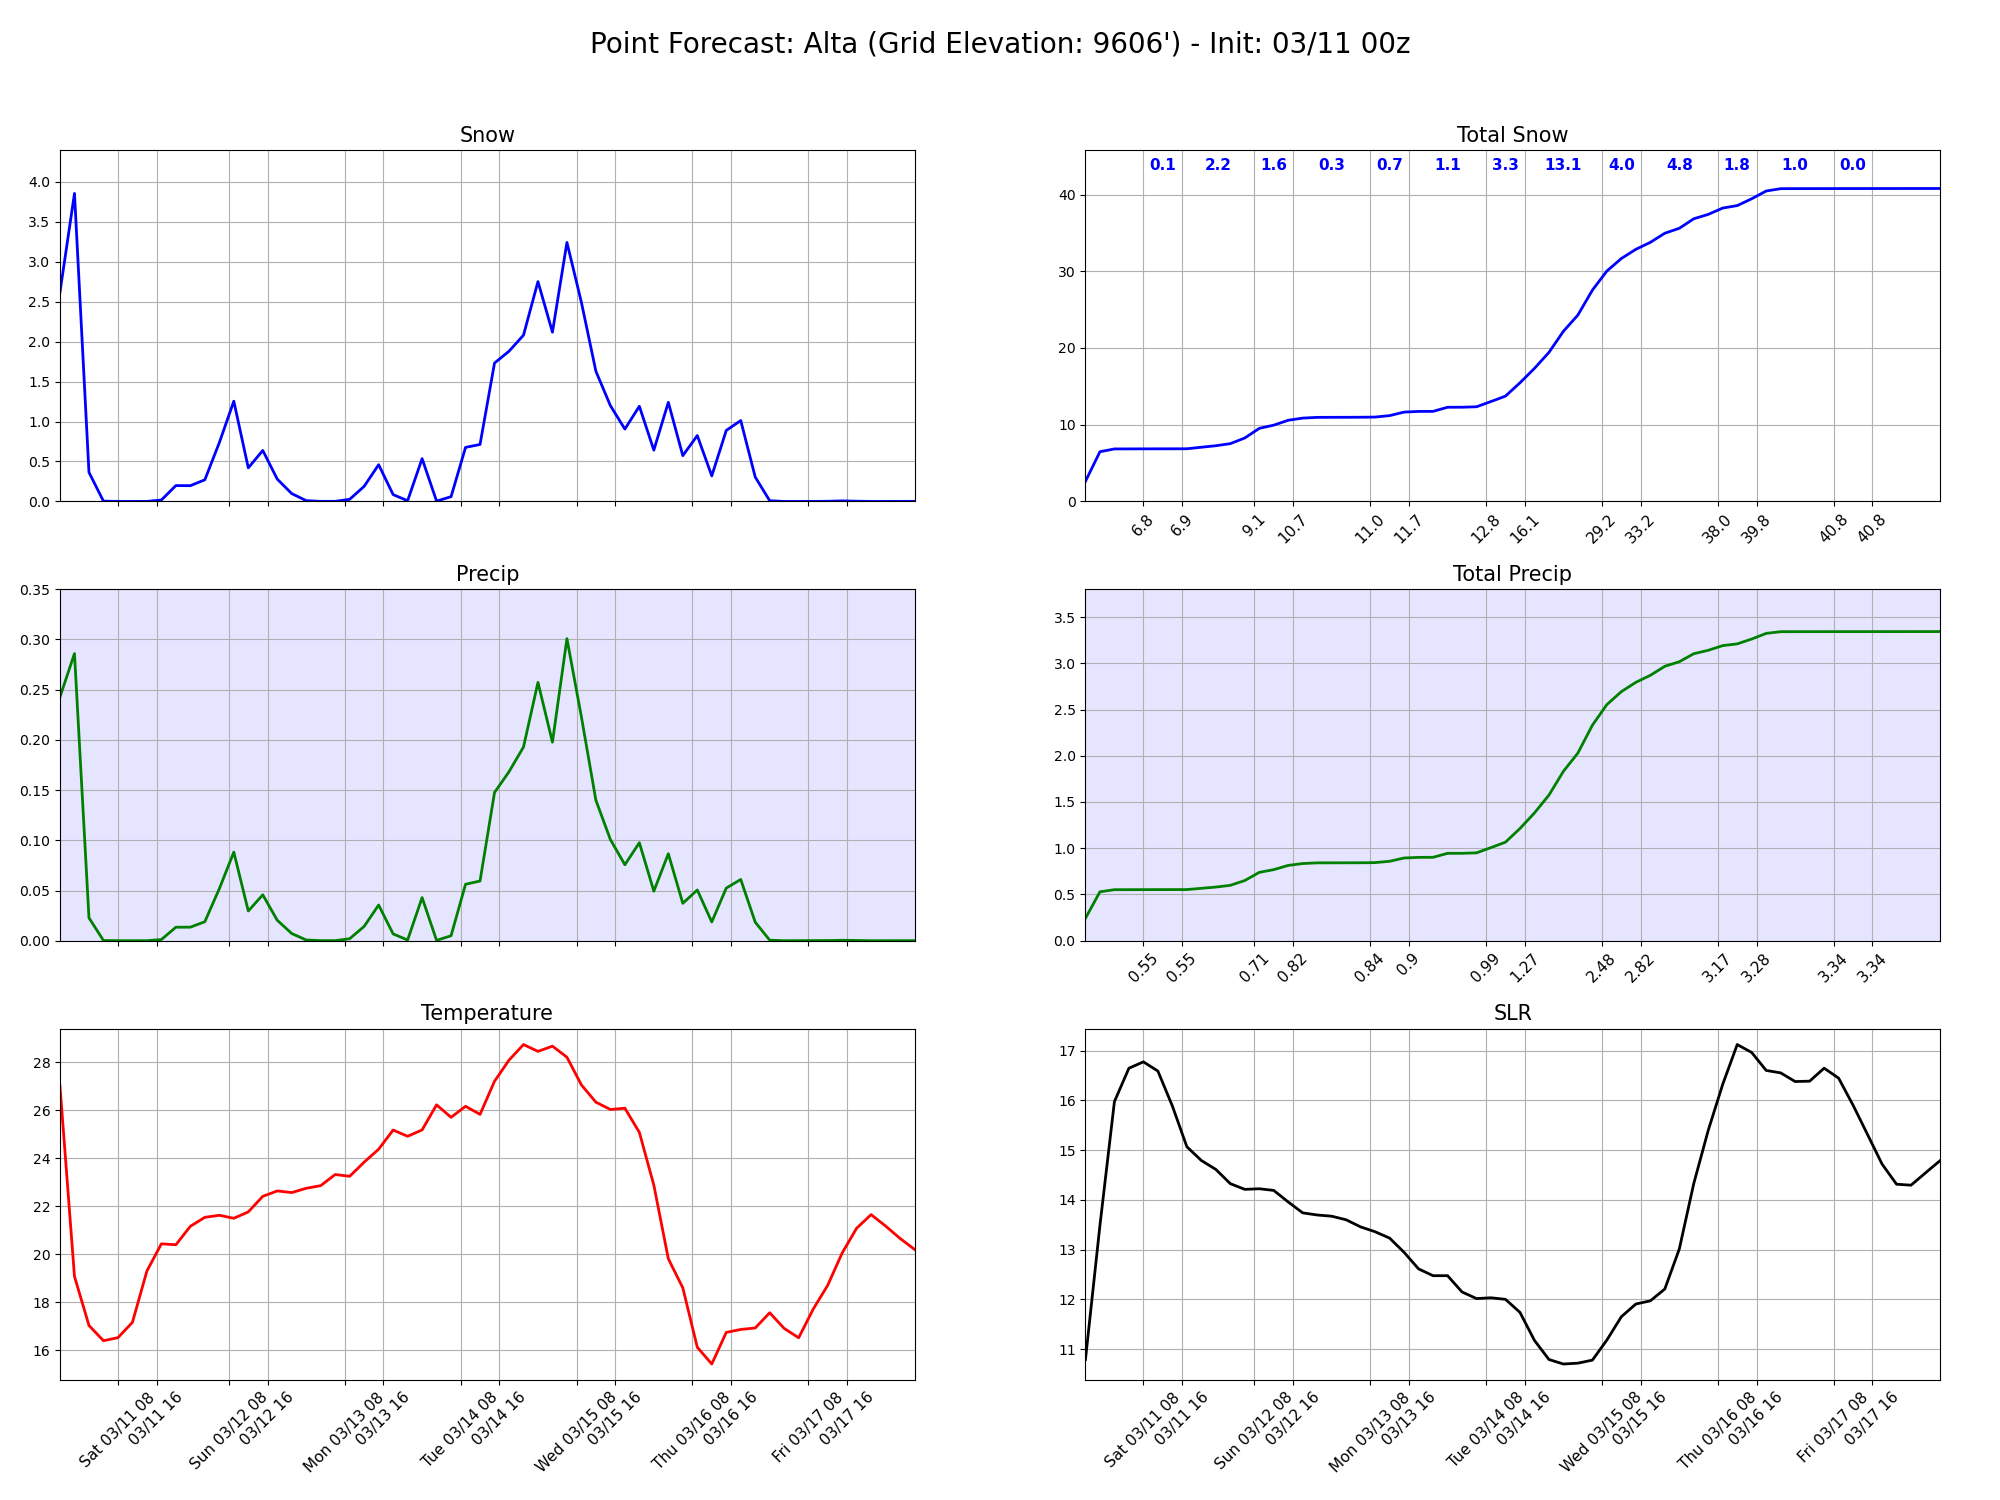 Point Forecast: Alta (Grid Elevation: 9606') - Init: 03/11 00z
Snow
4.0
3.5
3.0
2.5
2.0
1.5
1.0
0.5
0.0
Total Snow
0.1 2.2 1.6 0.3 0.7 1.1 3.3 13.1 4.0 4.8 1.8 1.0 0.0
40
30
20
10
0
6.8 6.9 9.1 10.7 11.0 11.7 12.8 16.1 29.2 33.2 38.0 39.8 40.8 40.8
Precip
0.35
0.30
0.25
0.20
0.15
0.10
0.05
0.00
Total Precip
3.5
3.0
2.5
2.0
1.5
1.0
0.5
0.0
0.55 0.55 0.71 0.82 0.84 0.9 0.99 1.27 2.48 2.82 3.17 3.28 3.34 3.34
Temperature
28
26
24
22
20
18
16
Sat 03/11 08
03/11 16
Sun 03/12 08
03/12 16
Mon 03/13 08
03/13 16
Tue 03/14 08
03/14 16
Wed 03/15 08
03/15 16
Thu 03/16 08
03/16 16
Fri 03/17 08
03/17 16
SLR
17
16
15
14
13
12
11
Sat 03/11 08
03/11 16
Sun 03/12 08
03/12 16
Mon 03/13 08
03/13 16
Tue 03/14 08
03/14 16
Wed 03/15 08
03/15 16
Thu 03/16 08
03/16 16
Fri 03/17 08
03/17 16